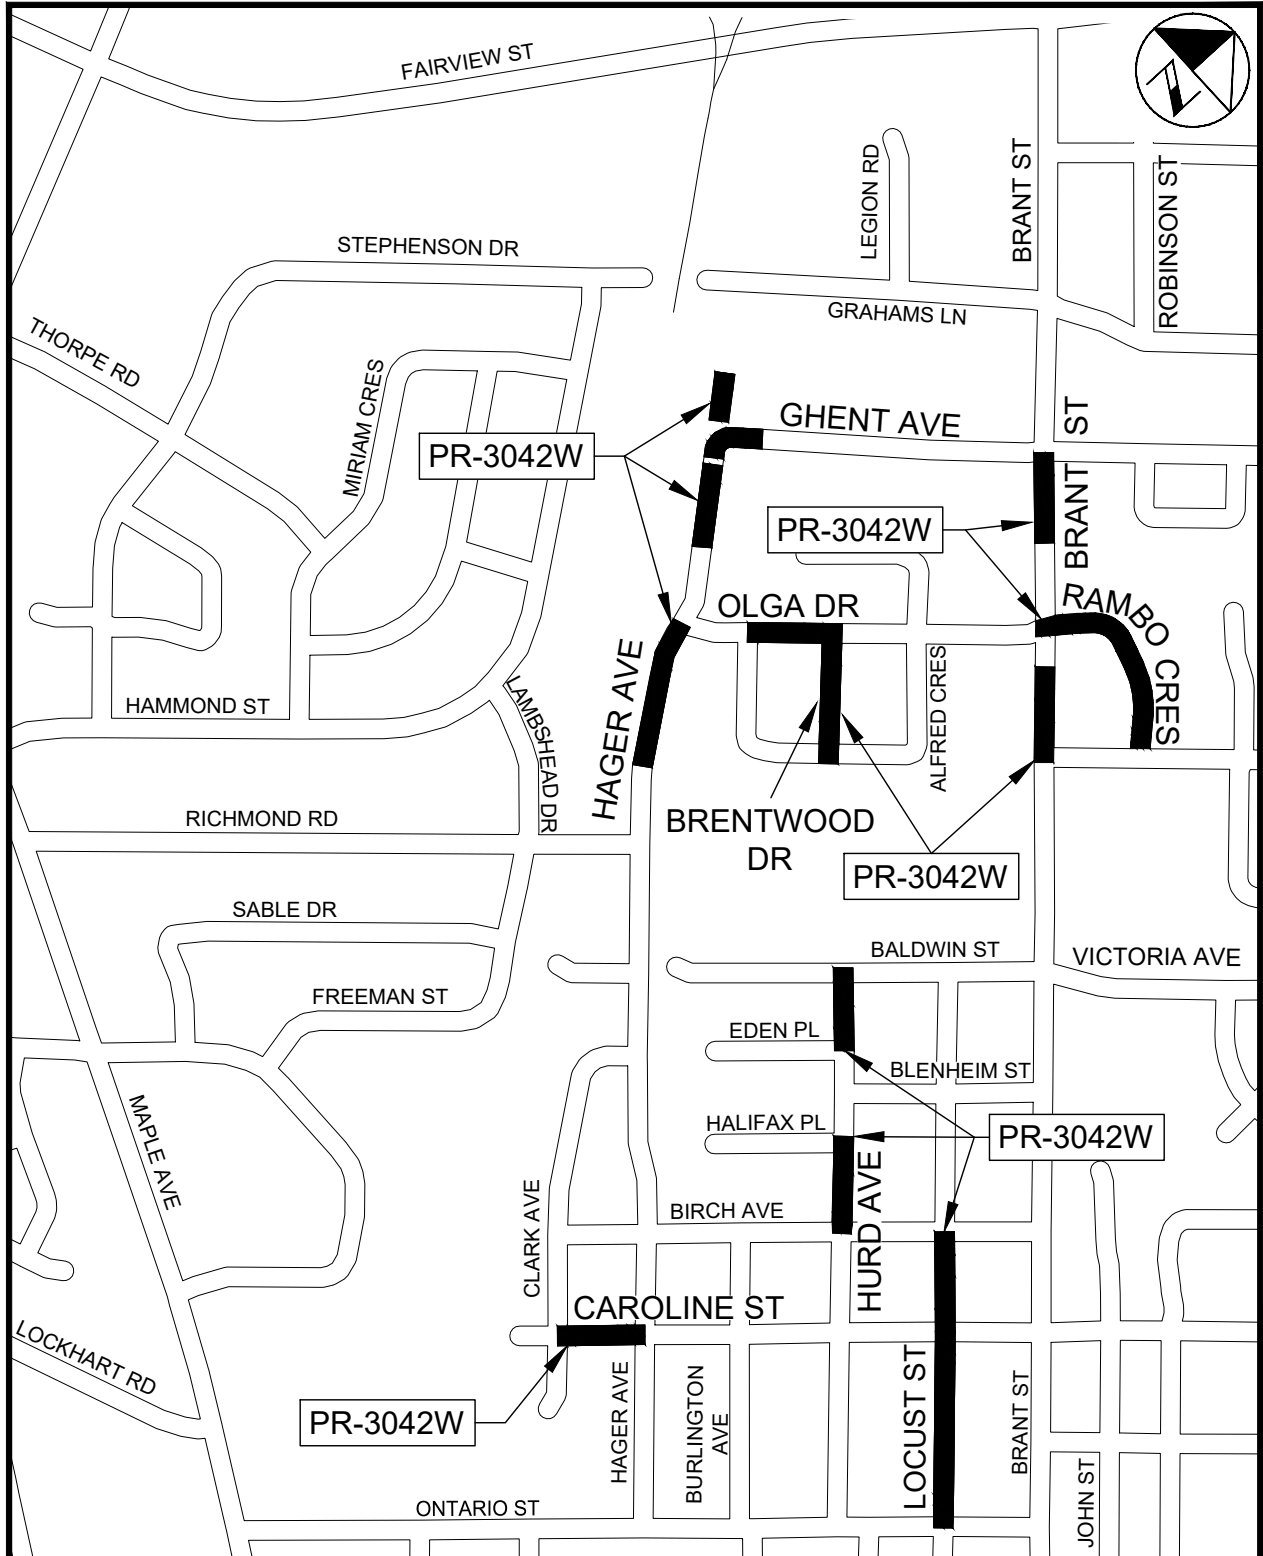 FAIRVIEW ST
LEGION RD
BRANT ST
ROBINSON ST
STEPHENSON DR
GRAHAMS LN
THORPE RD
MIRIAM CRES
GHENT AVE
BRANT ST
PR-3042W
PR-3042W
OLGA DR
RAMBO CRES
HAGER AVE
ALFRED CRES
HAMMOND ST
LAMBSHEAD DR
RICHMOND RD
BRENTWOOD
DR
PR-3042W
SABLE DR
BALDWIN ST
VICTORIA AVE
FREEMAN ST
EDEN PL
BLENHEIM ST
MAPLE AVE
HALIFAX PL
PR-3042W
CLARK AVE
BIRCH AVE
HURD AVE
CAROLINE ST
LOCKHART RD
PR-3042W
HAGER AVE
BURLINGTON
AVE
LOCUST ST
BRANT ST
JOHN ST
ONTARIO ST